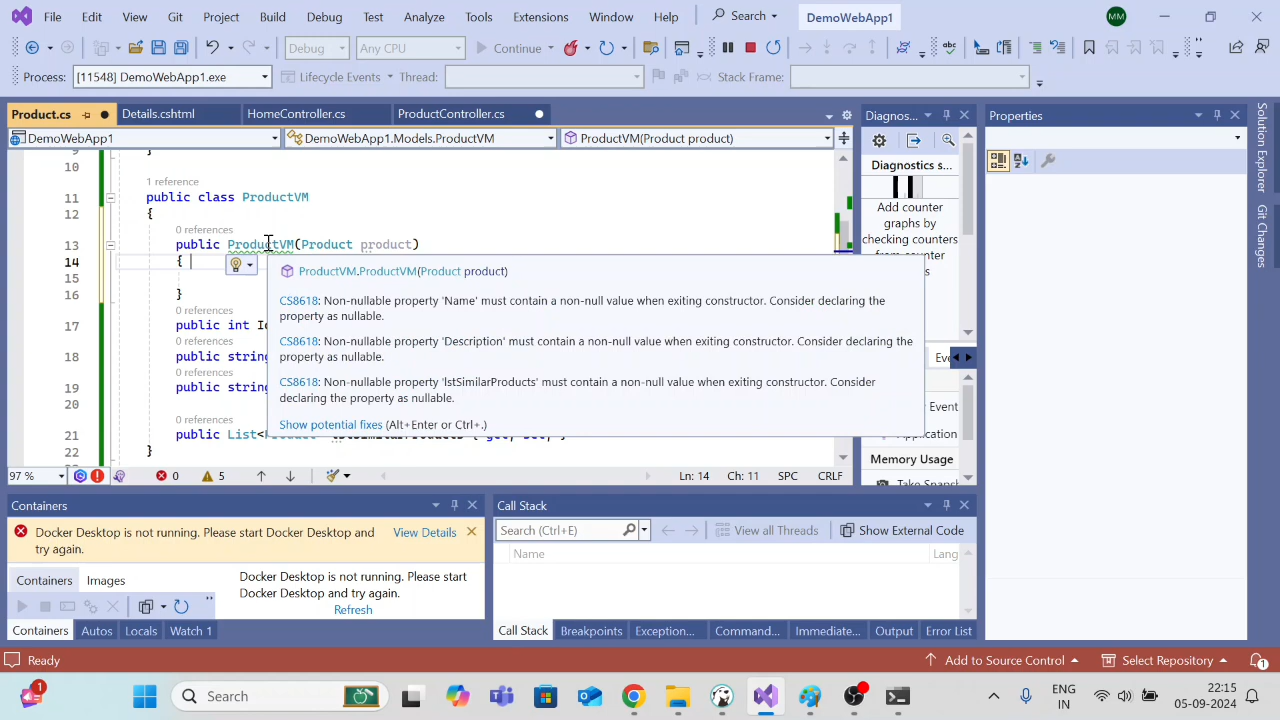 File Edit View Git Project Build Debug Test Analyze Tools Extensions Window Help Search DemoWebApp1 MM
Debug Any CPU Continue
Process: [11548] DemoWebApp1.exe Lifecycle Events Thread: Stack Frame:
Product.cs Details.cshtml HomeController.cs ProductController.cs Diagnos... Properties
DemoWebApp1 DemoWebApp1.Models.ProductVM ProductVM(Product product)
9 }
10
1 reference
11 public class ProductVM
12 {
0 references
13 public ProductVM(Product product)
14 {
15
16 }
0 references
17 public int I
0 references
18 public string
0 references
19 public string
20
0 references
21 public List<
22 }
ProductVM.ProductVM(Product product)
CS8618: Non-nullable property 'Name' must contain a non-null value when exiting constructor. Consider declaring the
property as nullable.
CS8618: Non-nullable property 'Description' must contain a non-null value when exiting constructor. Consider declaring the
property as nullable.
CS8618: Non-nullable property 'lstSimilarProducts' must contain a non-null value when exiting constructor. Consider
declaring the property as nullable.
Show potential fixes (Alt+Enter or Ctrl+.)
Diagnostics s...
Add counter
graphs by
checking counters
Eve
Event
Application
Memory Usage
Take Snapsh
Solution Explorer
Git Changes
97 % 0 5 Ln: 14 Ch: 11 SPC CRLF
Containers
Docker Desktop is not running. Please start Docker Desktop and
try again.
View Details
Containers Images
Docker Desktop is not running. Please start
Docker Desktop and try again.
Refresh
Containers Autos Locals Watch 1
Call Stack
Search (Ctrl+E) View all Threads Show External Code
Name Lang
Call Stack Breakpoints Exception... Command... Immediate... Output Error List
Ready Add to Source Control Select Repository 1
1 Search ENG
IN
22:15
05-09-2024